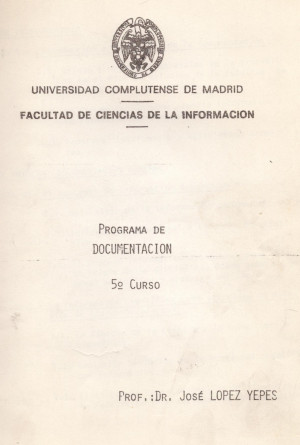 UNIVERSIDAD COMPLUTENSE DE MADRID
FACULTAD DE CIENCIAS DE LA INFORMACION
PROGRAMA DE
DOCUMENTACION
5º CURSO
PROF.:DR. JOSÉ LOPEZ YEPES